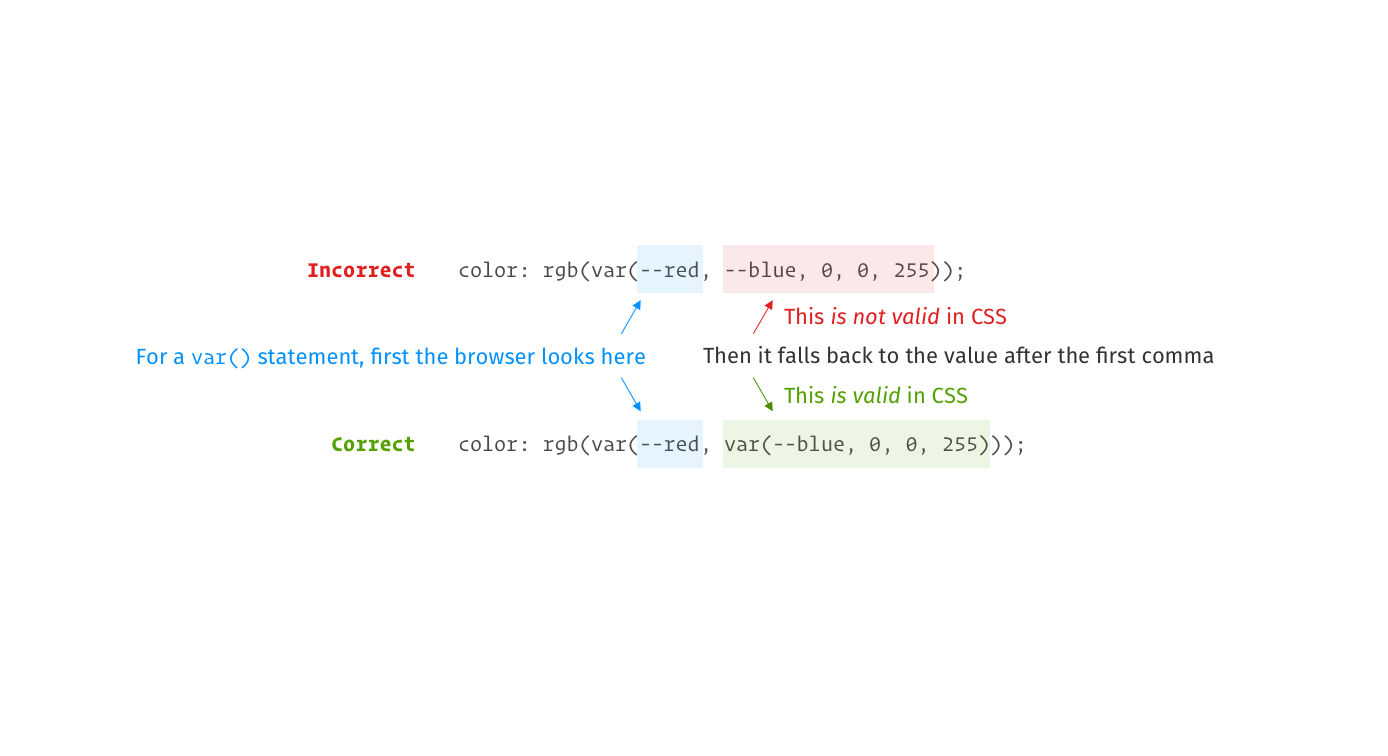 Incorrect color: rgb(var(--red, --blue, 0, 0, 255));
This is not valid in CSS
For a var() statement, first the browser looks here Then it falls back to the value after the first comma
This is valid in CSS
Correct color: rgb(var(--red, var(--blue, 0, 0, 255)));